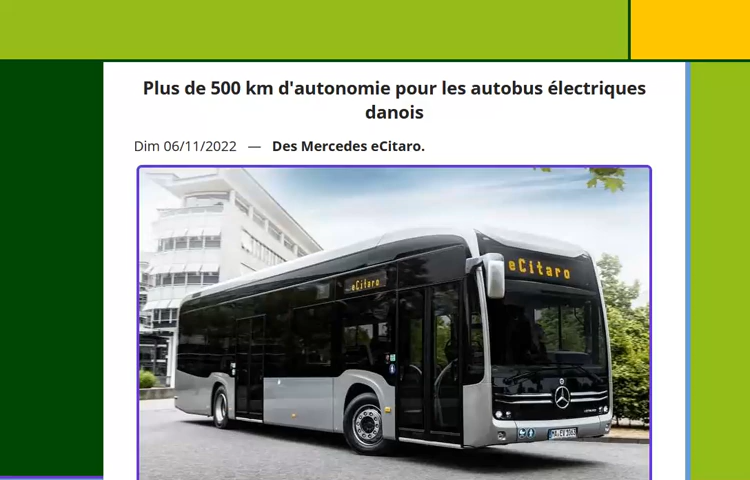 Plus de 500 km d'autonomie pour les autobus électriques
danois
Dim 06/11/2022 — Des Mercedes eCitaro.
eCitaro
eCitaro